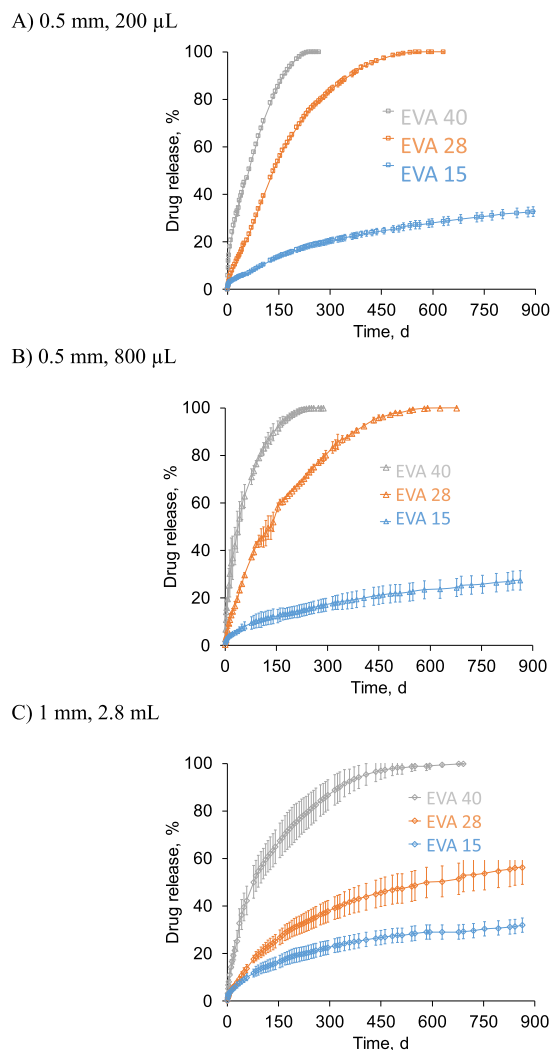 A) 0.5 mm, 200 µL
100
80
60
40
20
0
Drug release, %
EVA 40
EVA 28
EVA 15
0 150 300 450 600 750 900
Time, d
B) 0.5 mm, 800 µL
100
80
60
40
20
0
Drug release, %
EVA 40
EVA 28
EVA 15
0 150 300 450 600 750 900
Time, d
C) 1 mm, 2.8 mL
100
80
60
40
20
0
Drug release, %
EVA 40
EVA 28
EVA 15
0 150 300 450 600 750 900
Time, d